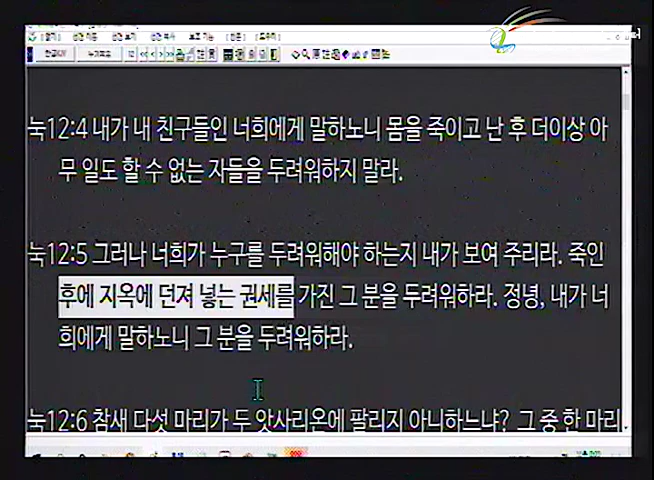 눅12:4 내가 내 친구들인 너희에게 말하노니 몸을 죽이고 난 후 더이상 아
무 일도 할 수 없는 자들을 두려워하지 말라.
눅12:5 그러나 너희가 누구를 두려워해야 하는지 내가 보여 주리라. 죽인
후에 지옥에 던져 넣는 권세를 가진 그 분을 두려워하라. 정녕, 내가 너
희에게 말하노니 그 분을 두려워하라.
눅12:6 참새 다섯 마리가 두 앗사리온에 팔리지 아니하느냐? 그 중 한 마리